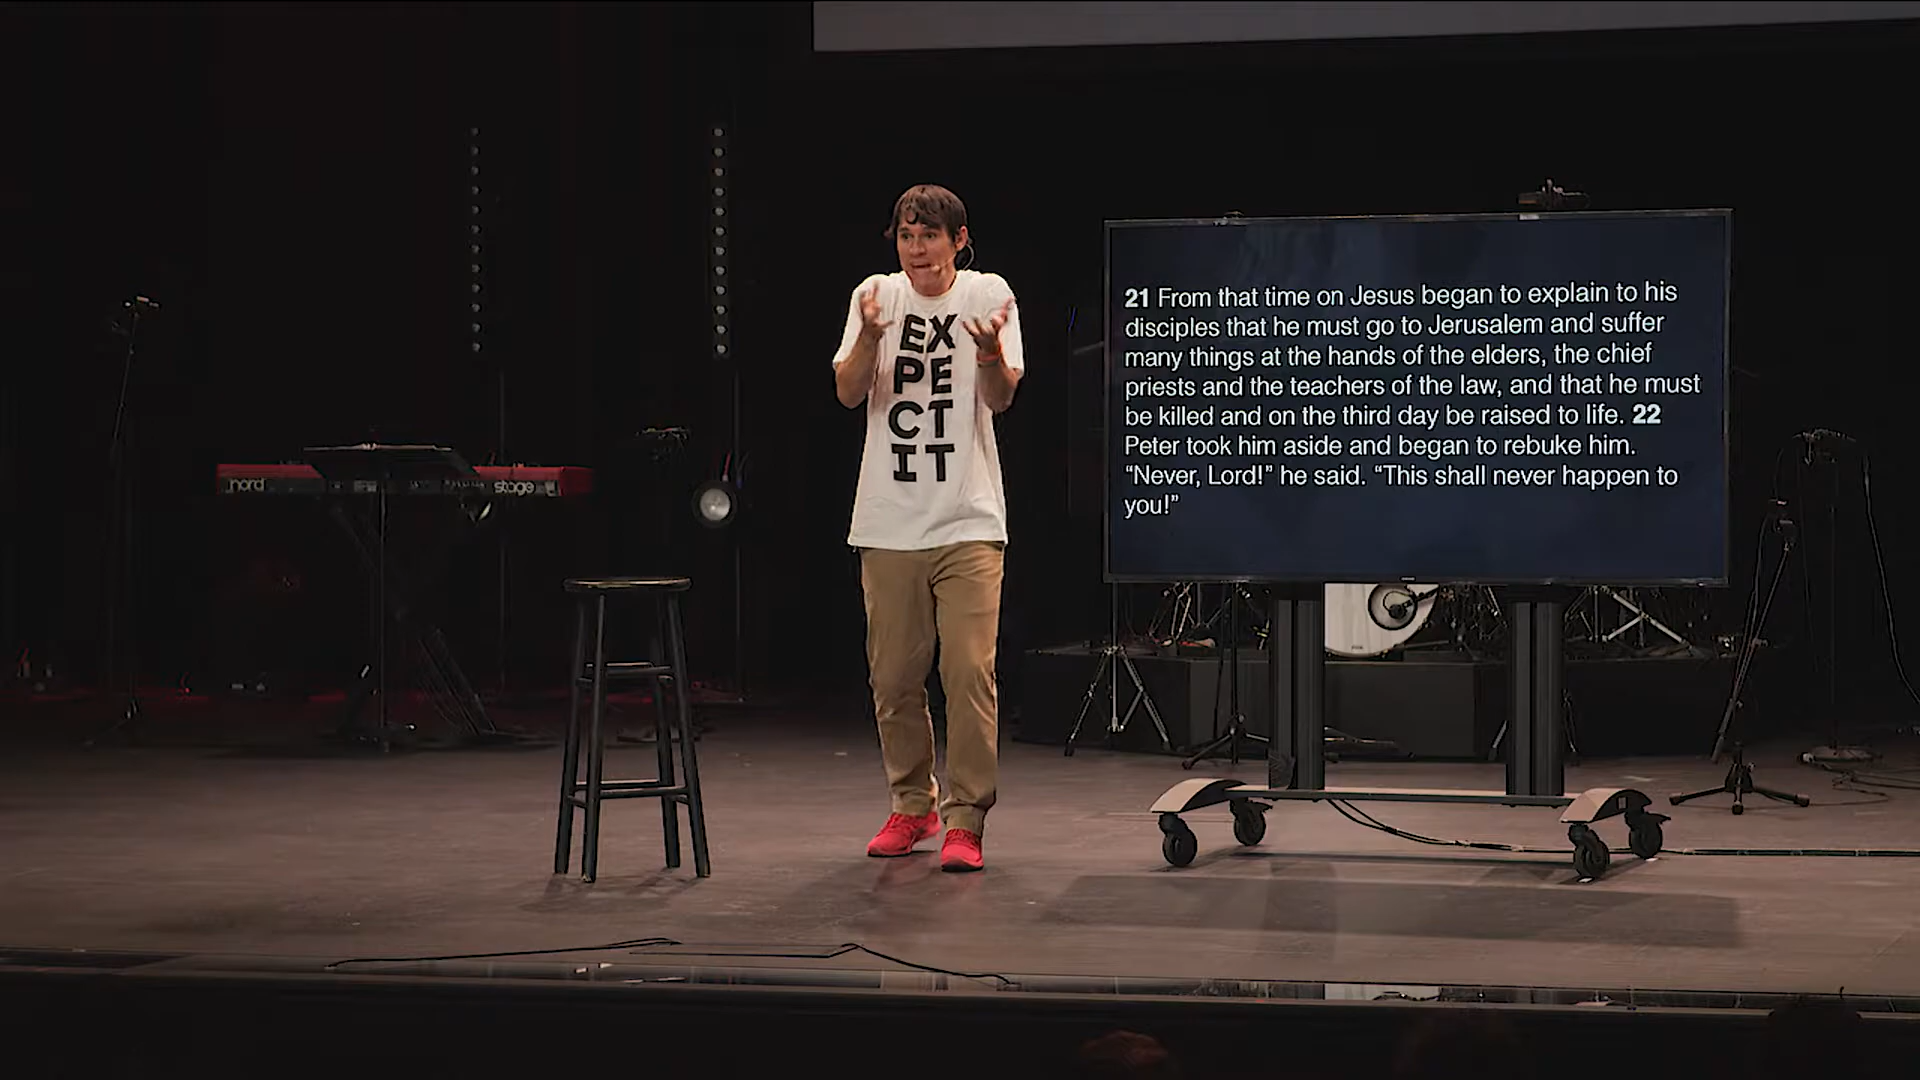 EX
PE
CT
IT
21 From that time on Jesus began to explain to his
disciples that he must go to Jerusalem and suffer
many things at the hands of the elders, the chief
priests and the teachers of the law, and that he must
be killed and on the third day be raised to life. 22
Peter took him aside and began to rebuke him.
“Never, Lord!” he said. “This shall never happen to
you!”
nord
stage